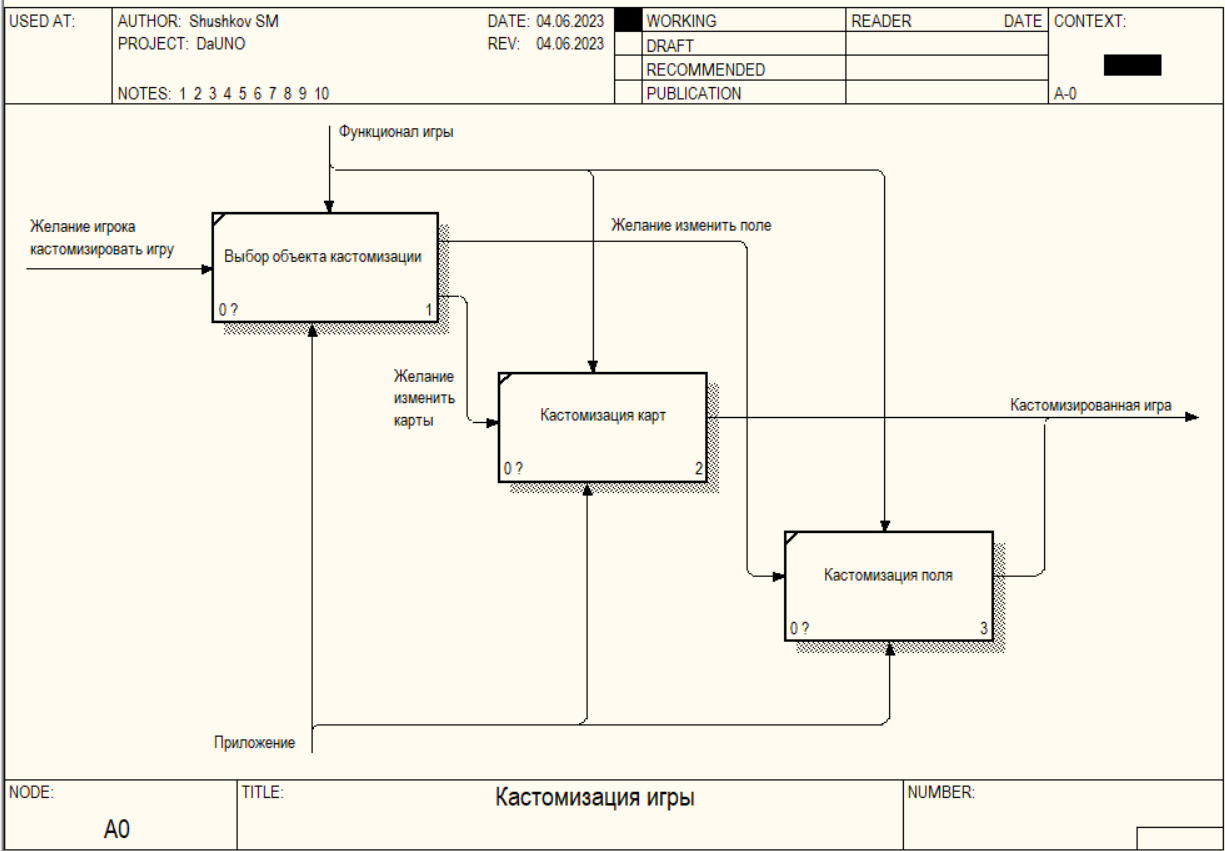 USED AT:
AUTHOR: Shushkov SM
DATE: 04.06.2023
PROJECT: DaUNO
REV: 04.06.2023
NOTES: 1 2 3 4 5 6 7 8 9 10
WORKING
DRAFT
RECOMMENDED
PUBLICATION
READER
DATE
CONTEXT:
A-0
Функционал игры
Желание игрока
кастомизировать игру
Выбор объекта кастомизации
0 ?
1
Желание изменить поле
Желание
изменить
карты
Кастомизация карт
0 ?
2
Кастомизированная игра
Кастомизация поля
0 ?
3
Приложение
NODE:
A0
TITLE:
Кастомизация игры
NUMBER: